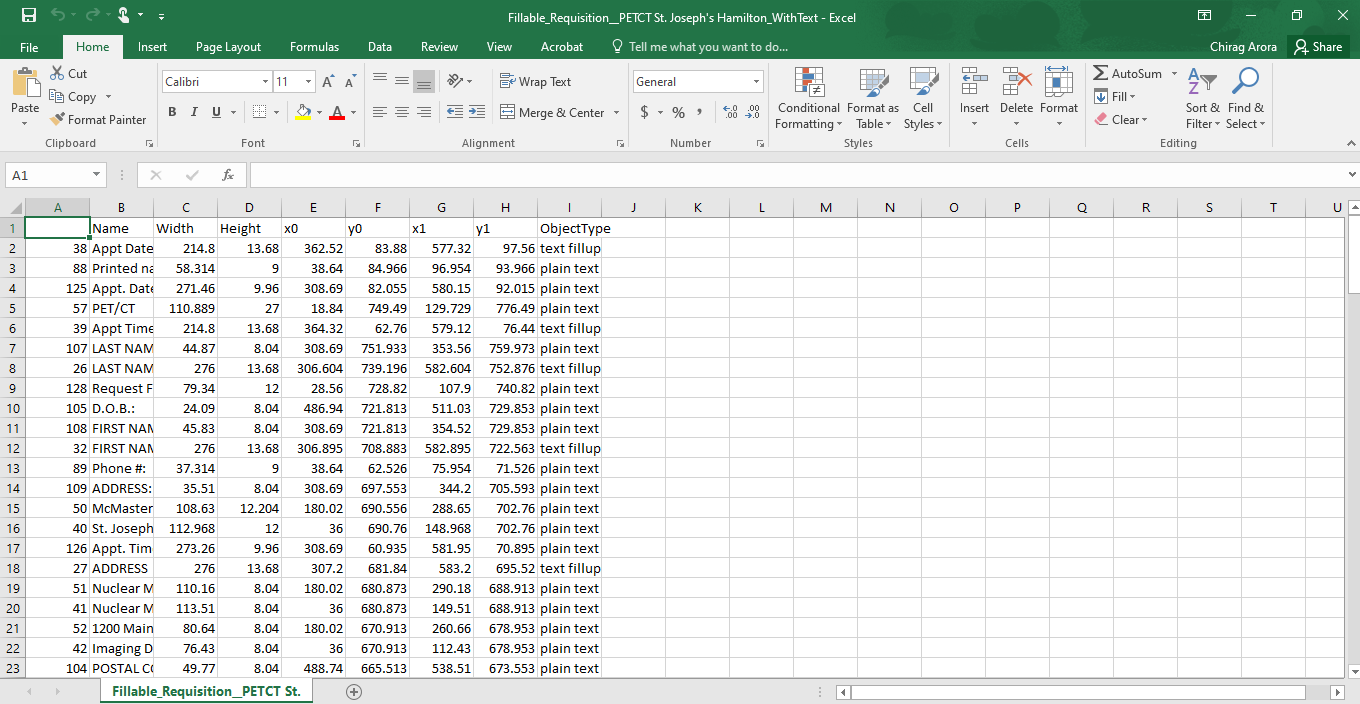 Fillable_Requisition__PETCT St. Joseph's Hamilton_WithText - Excel
File Home Insert Page Layout Formulas Data Review View Acrobat Tell me what you want to do... Chirag Arora Share
Paste Cut Copy Format Painter Clipboard
Calibri 11 B I U A A A Font
Wrap Text Merge & Center Alignment
General $ % , .0 .00 .00 .0 Number
Conditional Formatting Format as Table Cell Styles Styles
Insert Delete Format Cells
AutoSum Fill Clear Sort & Filter Find & Select Editing
A1 fx
A B C D E F G H I J K L M N O P Q R S T U
1 Name Width Height x0 y0 x1 y1 ObjectType
2 38 Appt Date 214.8 13.68 362.52 83.88 577.32 97.56 text fillup
3 88 Printed na 58.314 9 38.64 84.966 96.954 93.966 plain text
4 125 Appt. Date 271.46 9.96 308.69 82.055 580.15 92.015 plain text
5 57 PET/CT 110.889 27 18.84 749.49 129.729 776.49 plain text
6 39 Appt Time 214.8 13.68 364.32 62.76 579.12 76.44 text fillup
7 107 LAST NAM 44.87 8.04 308.69 751.933 353.56 759.973 plain text
8 26 LAST NAM 276 13.68 306.604 739.196 582.604 752.876 text fillup
9 128 Request F 79.34 12 28.56 728.82 107.9 740.82 plain text
10 105 D.O.B.: 24.09 8.04 486.94 721.813 511.03 729.853 plain text
11 108 FIRST NAM 45.83 8.04 308.69 721.813 354.52 729.853 plain text
12 32 FIRST NAM 276 13.68 306.895 708.883 582.895 722.563 text fillup
13 89 Phone #: 37.314 9 38.64 62.526 75.954 71.526 plain text
14 109 ADDRESS: 35.51 8.04 308.69 697.553 344.2 705.593 plain text
15 50 McMaster 108.63 12.204 180.02 690.556 288.65 702.76 plain text
16 40 St. Joseph 112.968 12 36 690.76 148.968 702.76 plain text
17 126 Appt. Tim 273.26 9.96 308.69 60.935 581.95 70.895 plain text
18 27 ADDRESS 276 13.68 307.2 681.84 583.2 695.52 text fillup
19 51 Nuclear M 110.16 8.04 180.02 680.873 290.18 688.913 plain text
20 41 Nuclear M 113.51 8.04 36 680.873 149.51 688.913 plain text
21 52 1200 Main 80.64 8.04 180.02 670.913 260.66 678.953 plain text
22 42 Imaging D 76.43 8.04 36 670.913 112.43 678.953 plain text
23 104 POSTAL CO 49.77 8.04 488.74 665.513 538.51 673.553 plain text
Fillable_Requisition__PETCT St.